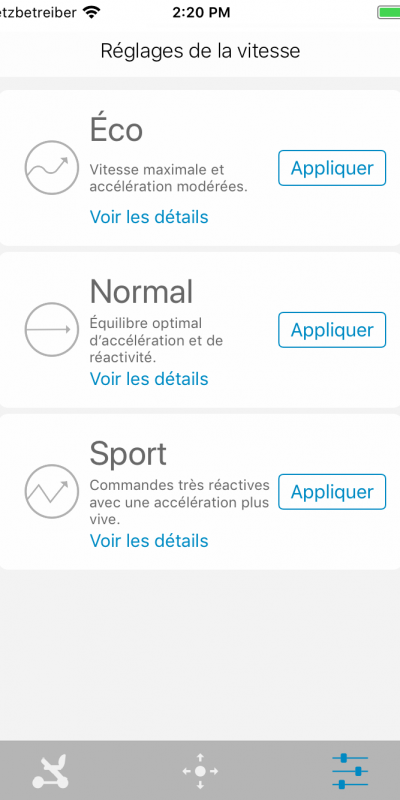 etzbetreiber 2:20 PM
Réglages de la vitesse
Éco
Vitesse maximale et
accélération modérées.
Voir les détails
Appliquer
Normal
Équilibre optimal
d’accélération et de
réactivité.
Voir les détails
Appliquer
Sport
Commandes très réactives
avec une accélération plus
vive.
Voir les détails
Appliquer